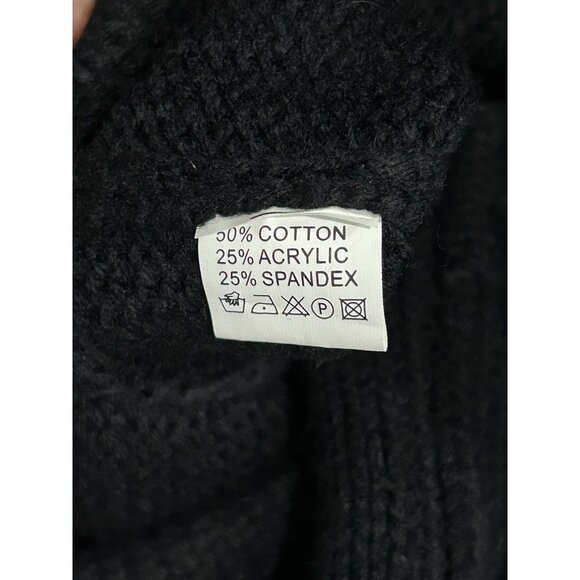 50% COTTON
25% ACRYLIC
25% SPANDEX
P